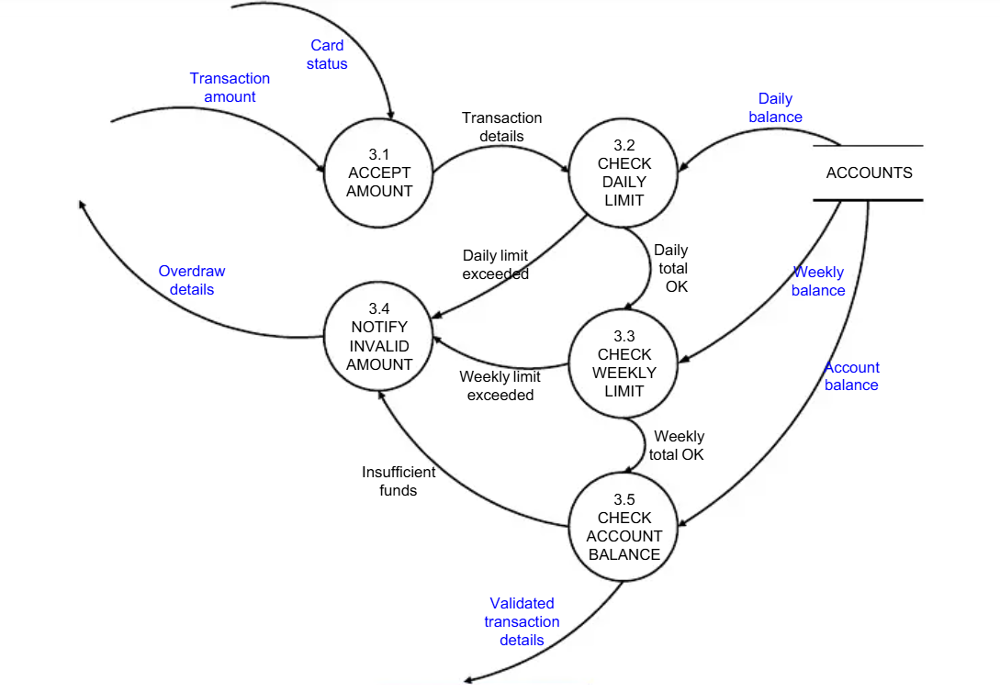 Card
status
Transaction
amount
Transaction
details
Daily
balance
3.1
ACCEPT
AMOUNT
3.2
CHECK
DAILY
LIMIT
ACCOUNTS
Daily limit
exceeded
Daily
total
OK
Overdraw
details
Weekly
balance
3.4
NOTIFY
INVALID
AMOUNT
3.3
CHECK
WEEKLY
LIMIT
Weekly limit
exceeded
Account
balance
Weekly
total OK
Insufficient
funds
3.5
CHECK
ACCOUNT
BALANCE
Validated
transaction
details